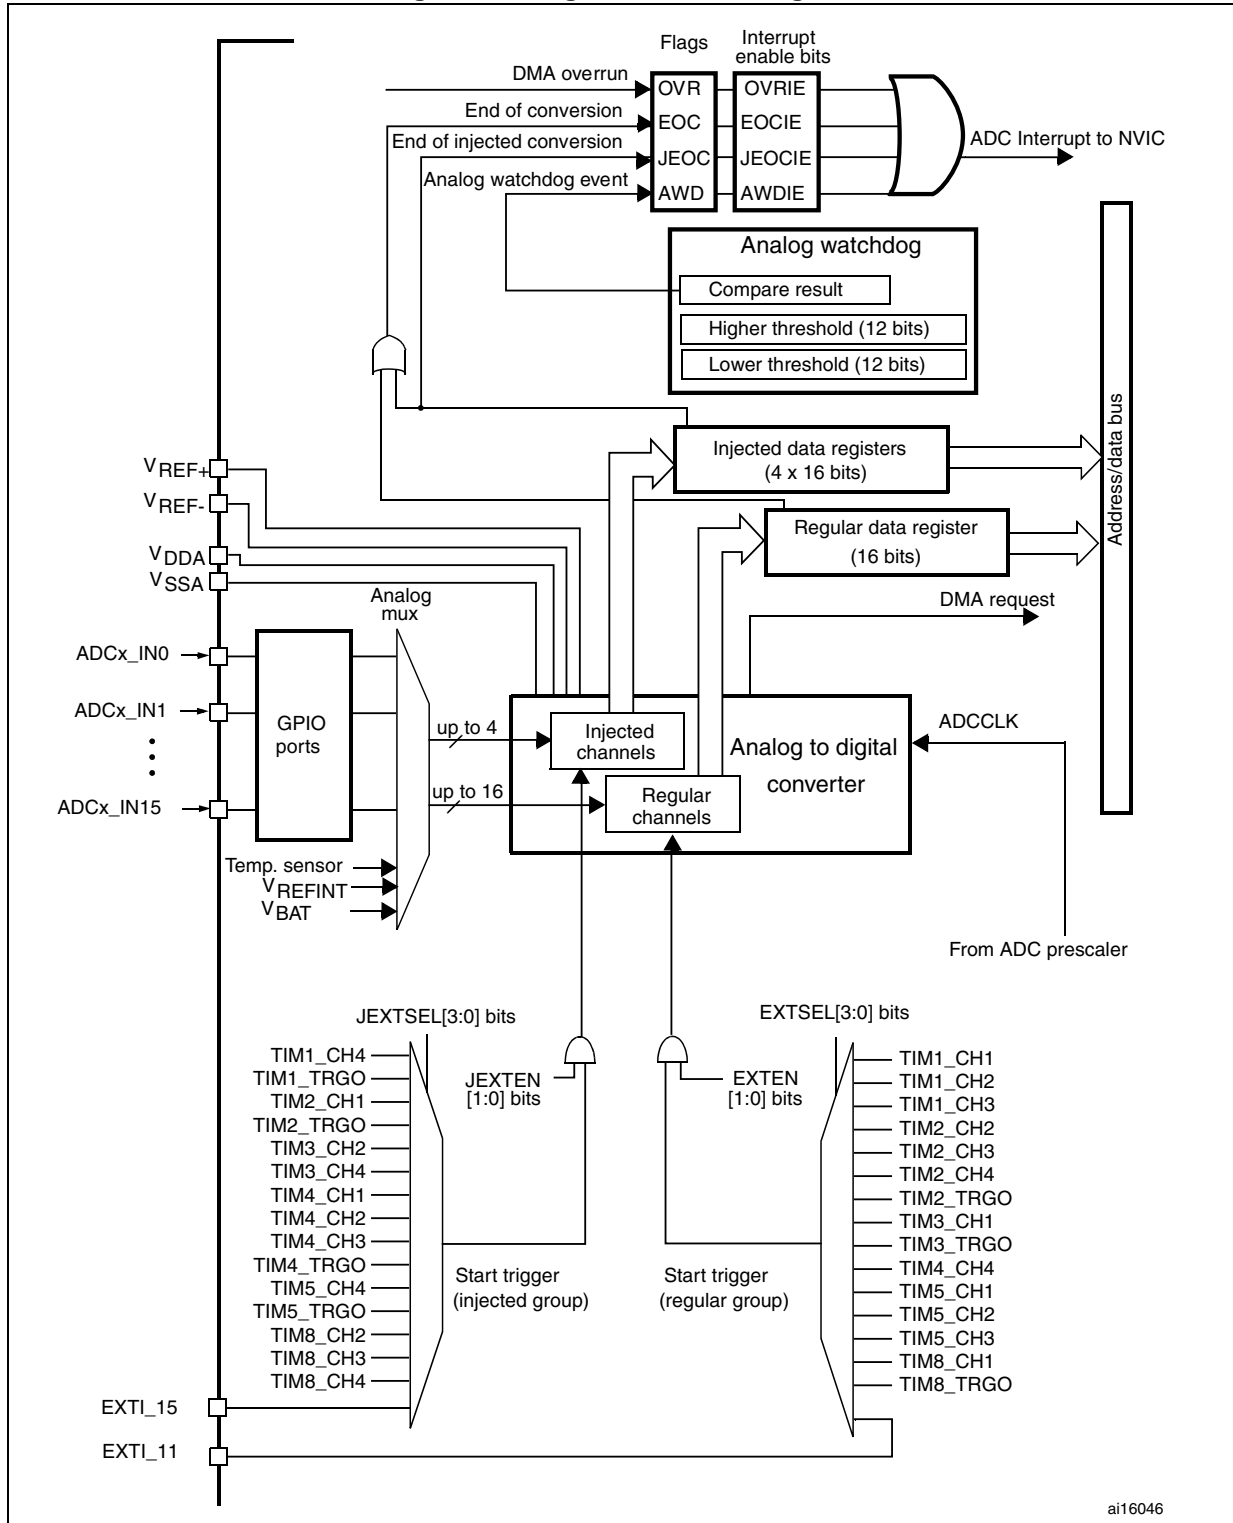 Flags
Interrupt
enable bits
DMA overrun
OVR
OVRIE
End of conversion
EOC
EOCIE
End of injected conversion
JEOC
JEOCIE
ADC Interrupt to NVIC
Analog watchdog event
AWD
AWDIE
Analog watchdog
Compare result
Higher threshold (12 bits)
Lower threshold (12 bits)
Address/data bus
Injected data registers
(4 x 16 bits)
VREF+
VREF-
Regular data register
(16 bits)
VDDA
VSSA
DMA request
Analog
mux
ADCx_IN0
ADCx_IN1
ADCx_IN15
GPIO
ports
up to 4
up to 16
Injected
channels
Regular
channels
Analog to digital
converter
ADCCLK
Temp. sensor
VREFINT
VBAT
From ADC prescaler
JEXTSEL[3:0] bits
EXTSEL[3:0] bits
JEXTEN
[1:0] bits
EXTEN
[1:0] bits
TIM1_CH4
TIM1_TRGO
TIM2_CH1
TIM2_TRGO
TIM3_CH2
TIM3_CH4
TIM4_CH1
TIM4_CH2
TIM4_CH3
TIM4_TRGO
TIM5_CH4
TIM5_TRGO
TIM8_CH2
TIM8_CH3
TIM8_CH4
Start trigger
(injected group)
Start trigger
(regular group)
TIM1_CH1
TIM1_CH2
TIM1_CH3
TIM2_CH2
TIM2_CH3
TIM2_CH4
TIM2_TRGO
TIM3_CH1
TIM3_TRGO
TIM4_CH4
TIM5_CH1
TIM5_CH2
TIM5_CH3
TIM8_CH1
TIM8_TRGO
EXTI_15
EXTI_11
ai16046